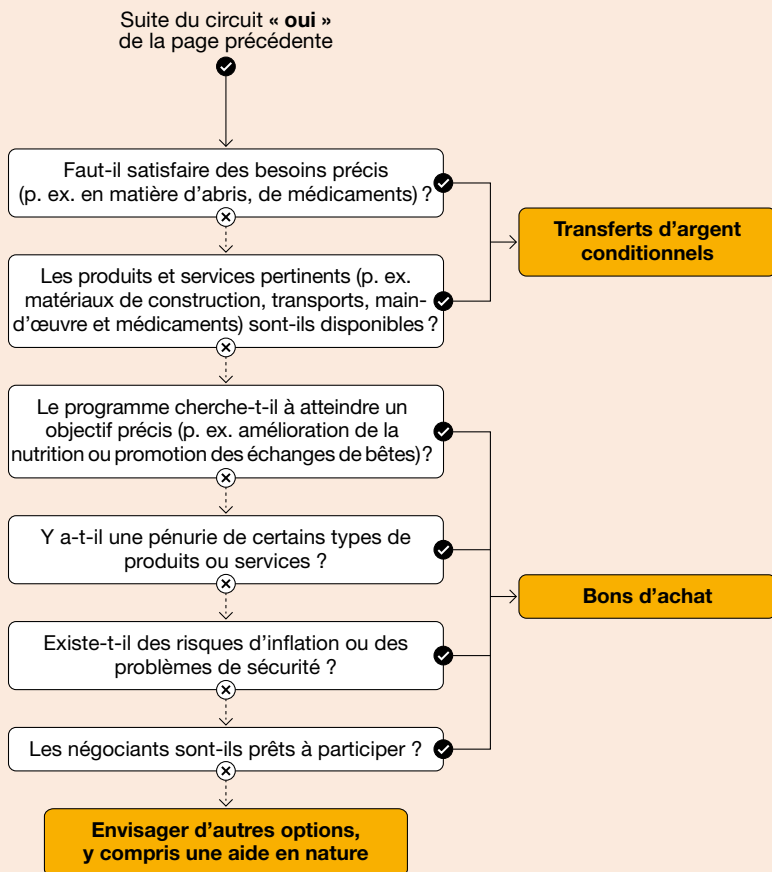 Suite du circuit « oui »
de la page précédente
Faut-il satisfaire des besoins précis
(p. ex. en matière d'abris, de médicaments) ?
Transferts d'argent
conditionnels
Les produits et services pertinents (p. ex.
matériaux de construction, transports, main-
d'œuvre et médicaments) sont-ils disponibles ?
Le programme cherche-t-il à atteindre un
objectif précis (p. ex. amélioration de la
nutrition ou promotion des échanges de bêtes) ?
Y a-t-il une pénurie de certains types de
produits ou services ?
Bons d'achat
Existe-t-il des risques d'inflation ou des
problèmes de sécurité ?
Les négociants sont-ils prêts à participer ?
Envisager d'autres options,
y compris une aide en nature